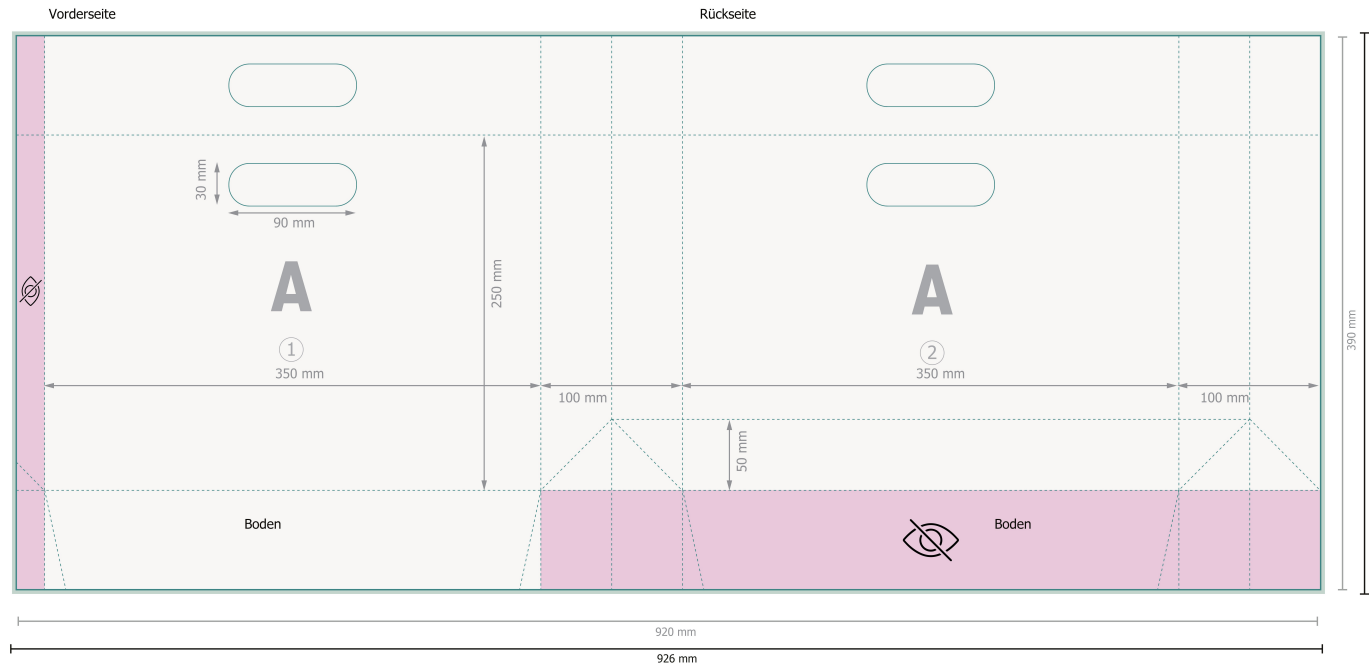 Vorderseite
Rückseite
30 mm
90 mm
A
A
250 mm
1
2
350 mm
350 mm
100 mm
100 mm
390 mm
50 mm
Boden
Boden
920 mm
926 mm